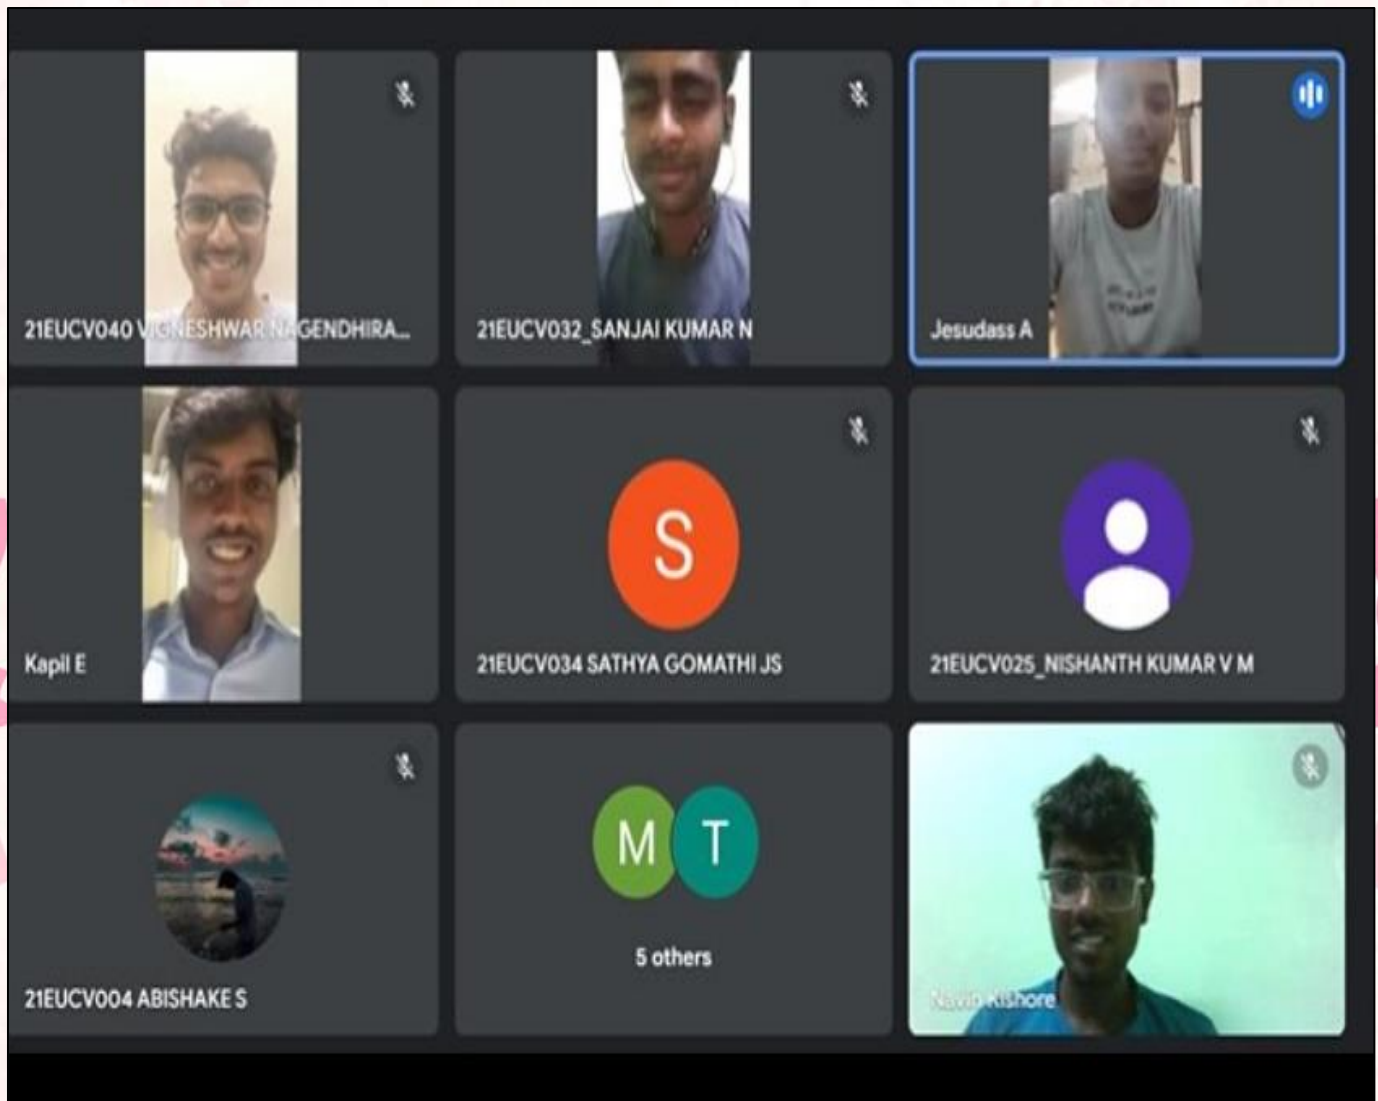 21EUCV040 VIGNESHWAR NAGENDHIRA...
21EUCV032_SANJAI KUMAR N
Jesudass A
Kapil E
S
21EUCV034 SATHYA GOMATHI JS
21EUCV025_NISHANTH KUMAR V M
21EUCV004 ABISHAKE S
M T
5 others
Navin Kishore